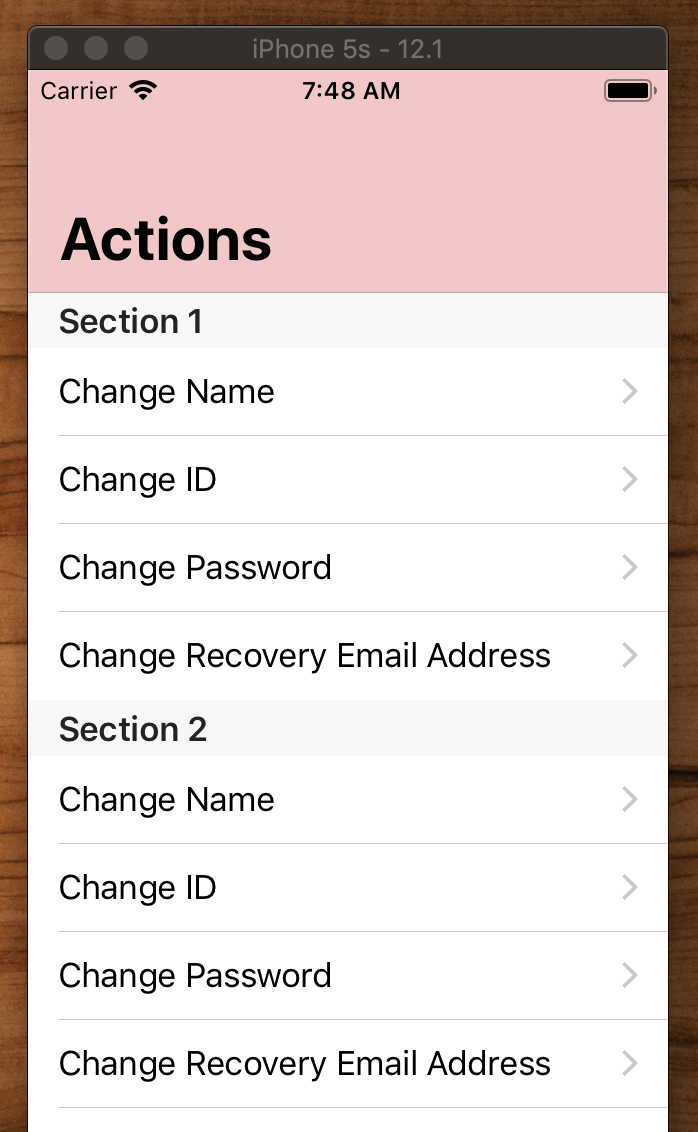 iPhone 5s - 12.1
Carrier 7:48 AM
Actions
Section 1
Change Name
Change ID
Change Password
Change Recovery Email Address
Section 2
Change Name
Change ID
Change Password
Change Recovery Email Address